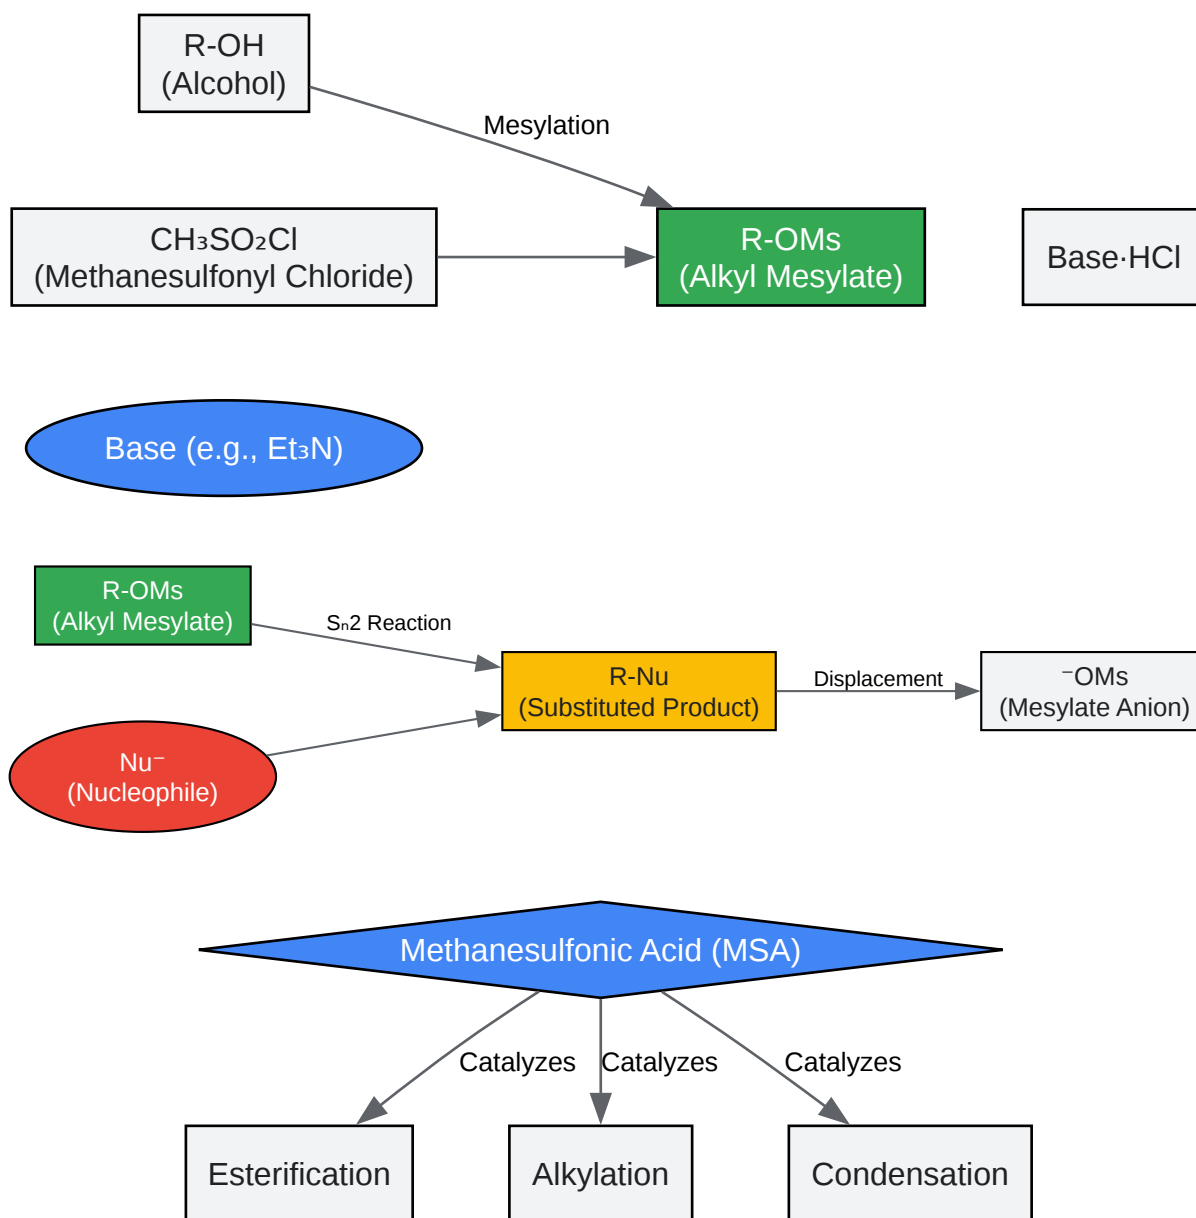 R-OH
(Alcohol)
Mesylation
CH₃SO₂Cl
(Methanesulfonyl Chloride)
R-OMs
(Alkyl Mesylate)
Base·HCl
Base (e.g., Et₃N)
R-OMs
(Alkyl Mesylate)
Sₙ2 Reaction
R-Nu
(Substituted Product)
Displacement
⁻OMs
(Mesylate Anion)
Nu⁻
(Nucleophile)
Methanesulfonic Acid (MSA)
Catalyzes
Catalyzes
Catalyzes
Esterification
Alkylation
Condensation